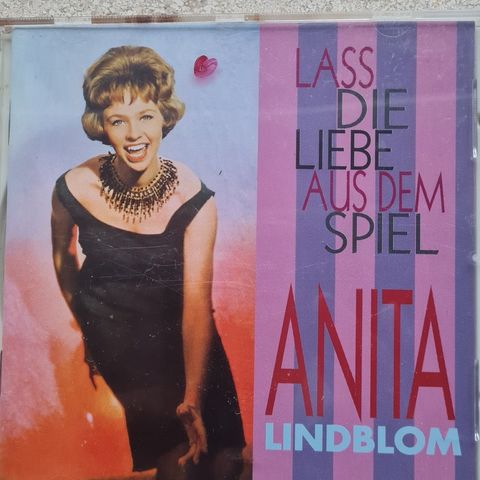 LASS
DIE
LIEBE
AUS DEM
SPIEL
ANITA
LINDBLOM